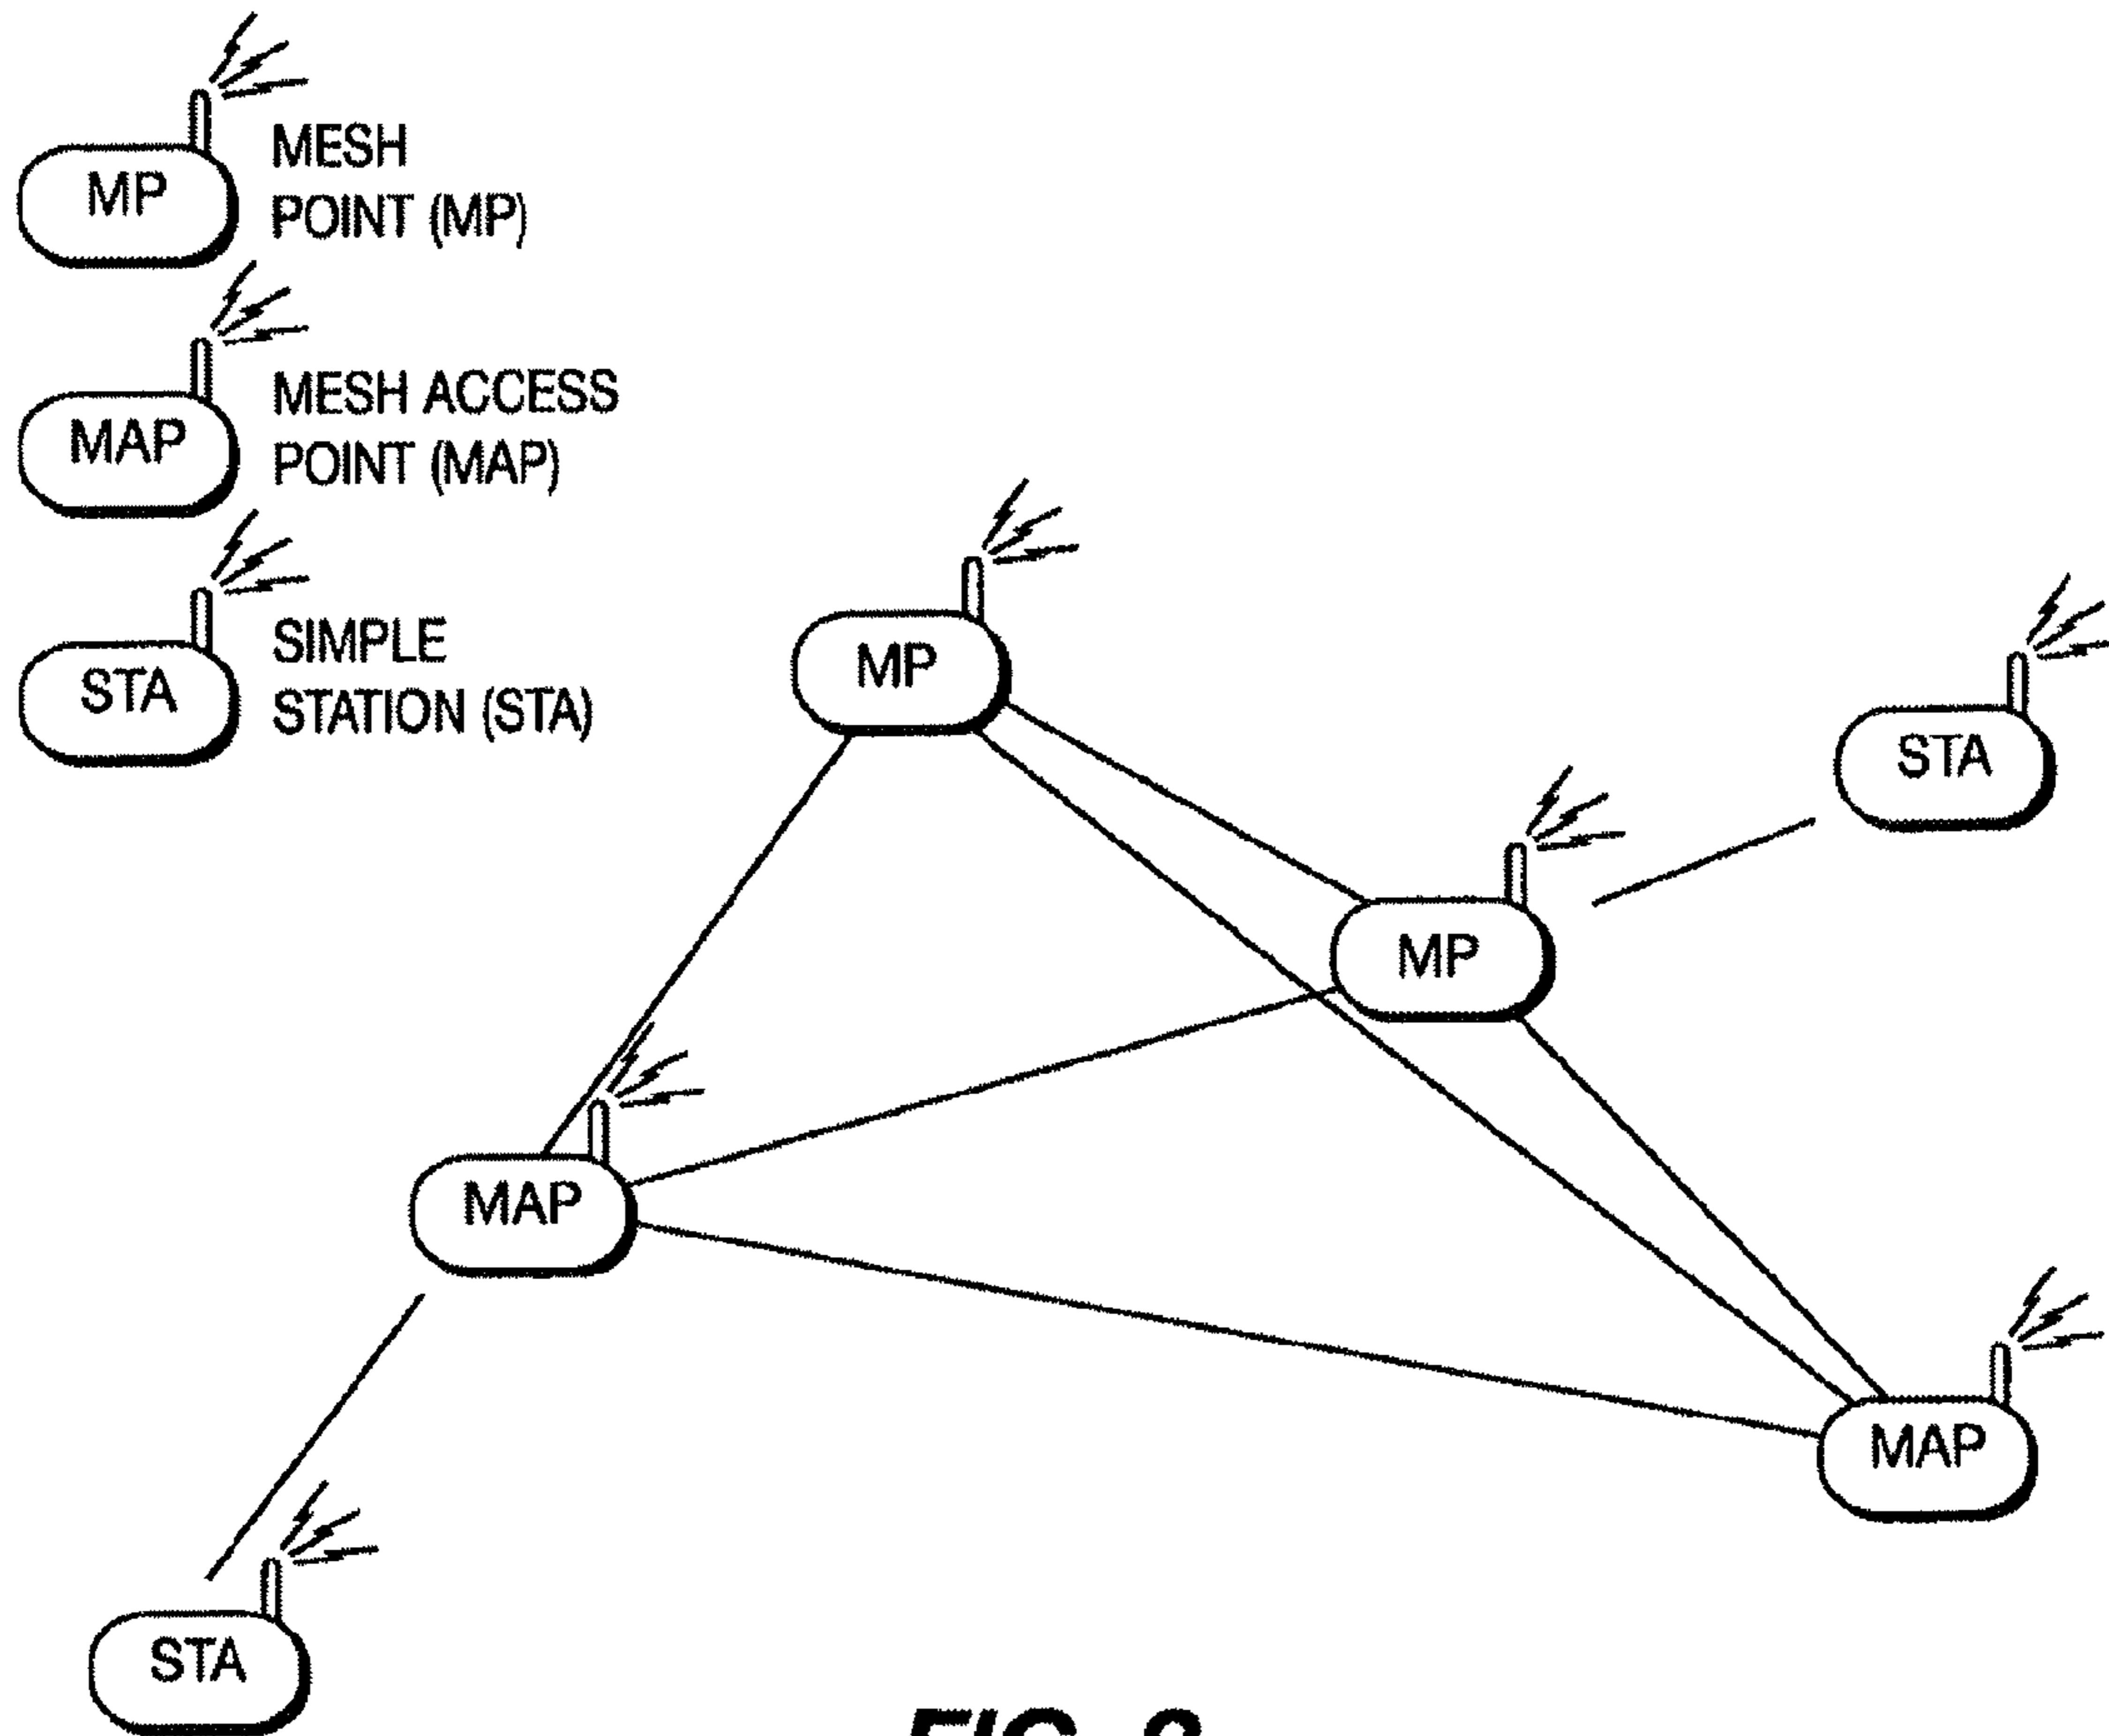 MP
MESH
POINT (MP)
MAP
MESH ACCESS
POINT (MAP)
STA
SIMPLE
STATION (STA)
MP
STA
MP
MAP
MAP
STA